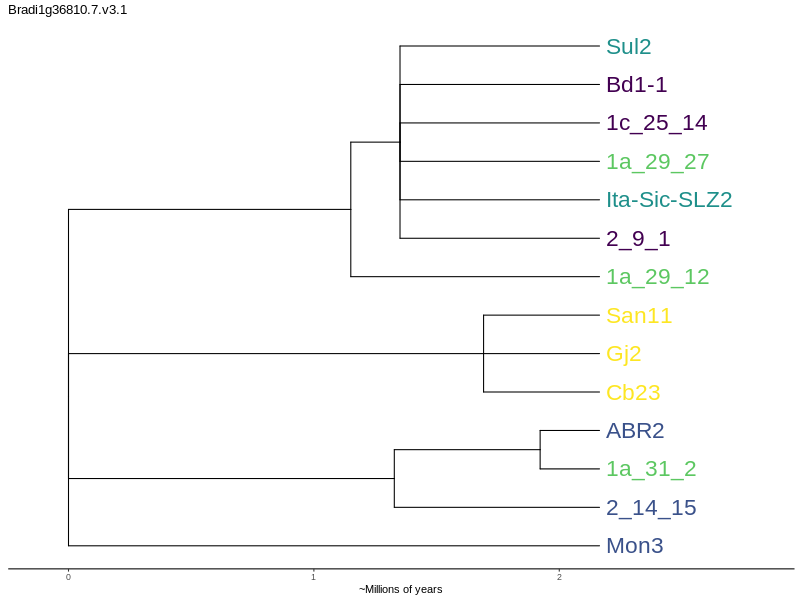 Bradi1g36810.7.v3.1
Sul2
Bd1-1
1c_25_14
1a_29_27
Ita-Sic-SLZ2
2_9_1
1a_29_12
San11
Gj2
Cb23
ABR2
1a_31_2
2_14_15
Mon3
0 1 2
~Millions of years